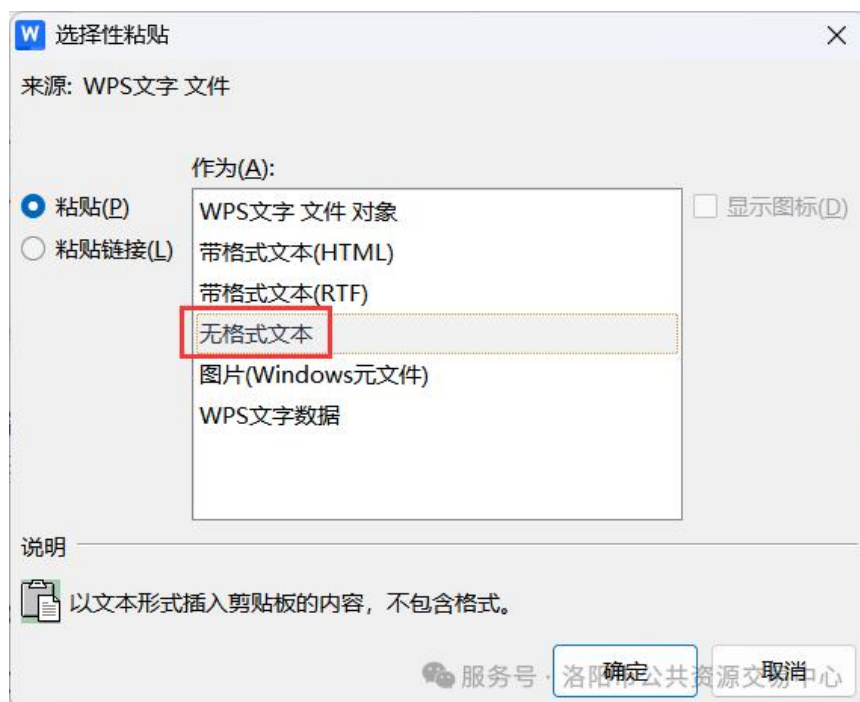 W 选择性粘贴
来源: WPS文字 文件
作为(A):
粘贴(P)
粘贴链接(L)
WPS文字 文件 对象
带格式文本(HTML)
带格式文本(RTF)
无格式文本
图片(Windows元文件)
WPS文字数据
显示图标(D)
说明
以文本形式插入剪贴板的内容，不包含格式。
确定
取消
服务号 · 洛阳市公共资源交易中心